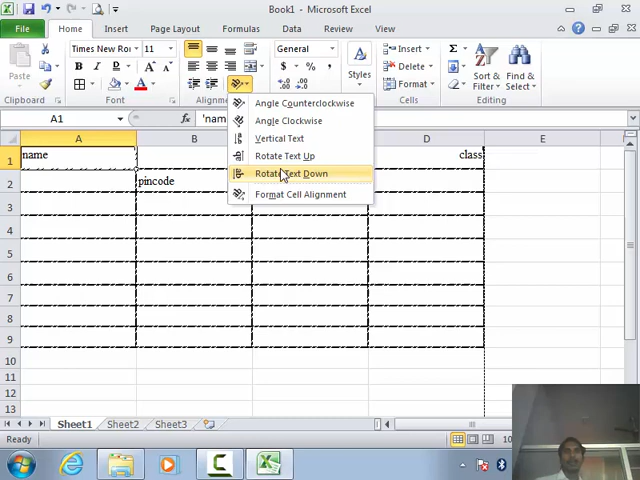 Book1 - Microsoft Excel
File Home Insert Page Layout Formulas Data Review View
Paste Times New Ro 11 General Insert Delete Format Styles Sort & Filter Find & Select
B I U A A $ % ,
Clipboard Font Alignm Cells Editing
A1 'nam
A B D E
1 name class
2 pincode
3
4
5
6
7
8
9
10
11
12
13
Angle Counterclockwise
Angle Clockwise
Vertical Text
Rotate Text Up
Rotate Text Down
Format Cell Alignment
Sheet1 Sheet2 Sheet3
Ready 10